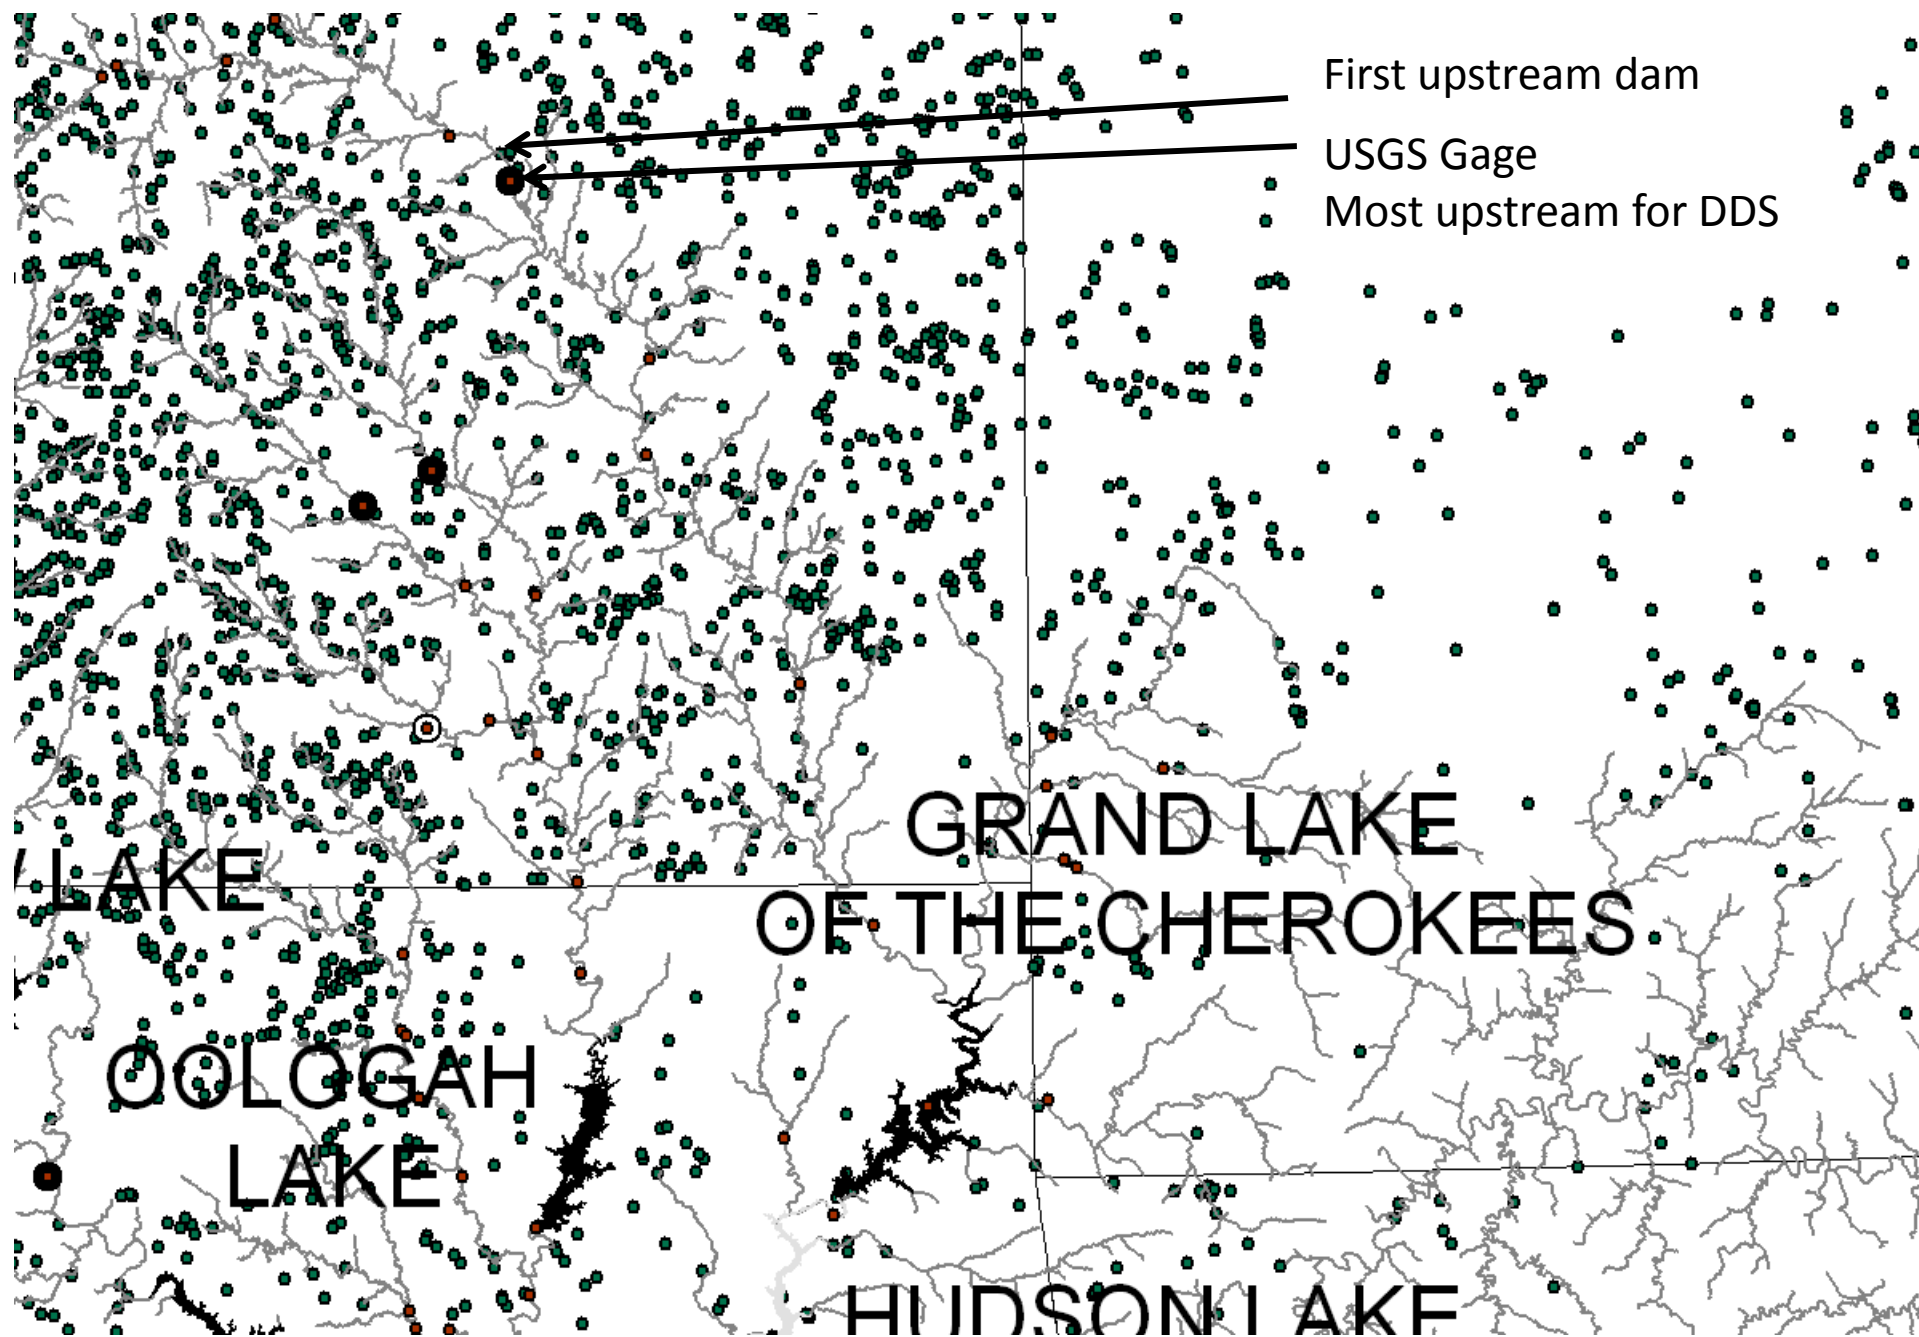 First upstream dam
USGS Gage
Most upstream for DDS
GRAND LAKE
OF THE CHEROKEES
LAKE
OOLOGAH
LAKE
HUDSON LAKE